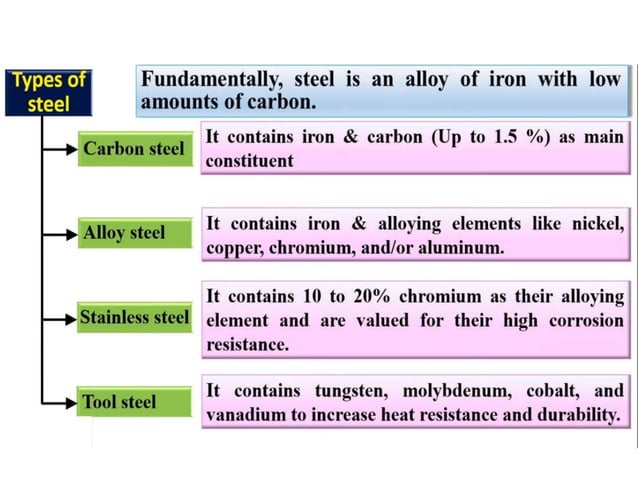 Types of
steel
Fundamentally, steel is an alloy of iron with low
amounts of carbon.
Carbon steel
It contains iron & carbon (Up to 1.5 %) as main
constituent
Alloy steel
It contains iron & alloying elements like nickel,
copper, chromium, and/or aluminum.
Stainless steel
It contains 10 to 20% chromium as their alloying
element and are valued for their high corrosion
resistance.
Tool steel
It contains tungsten, molybdenum, cobalt, and
vanadium to increase heat resistance and durability.